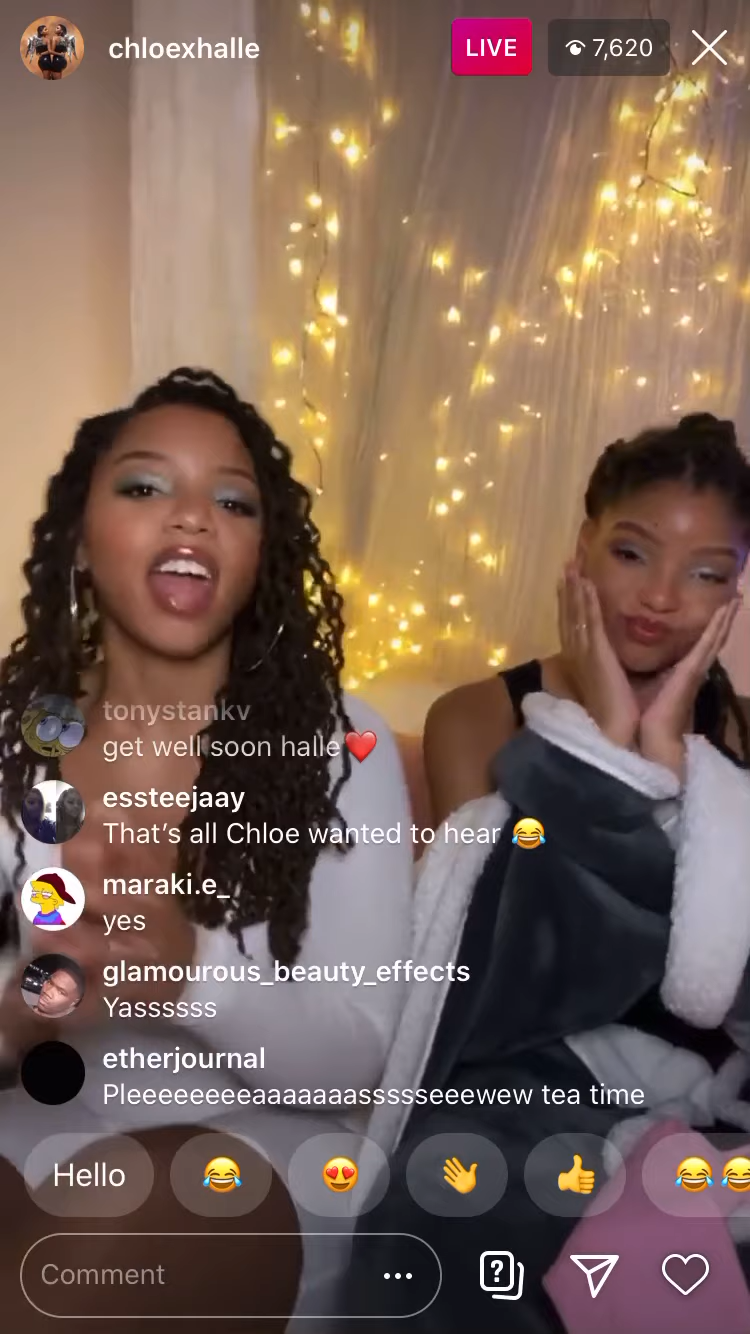 chloexhalle
LIVE
7,620
tonystankv
get well soon halle❤️
essteejaay
That’s all Chloe wanted to hear 😂
maraki.e_
yes
glamourous_beauty_effects
Yassssss
etherjournal
Pleeeeeeeeaaaaaaassssseeewew tea time
Hello
Comment